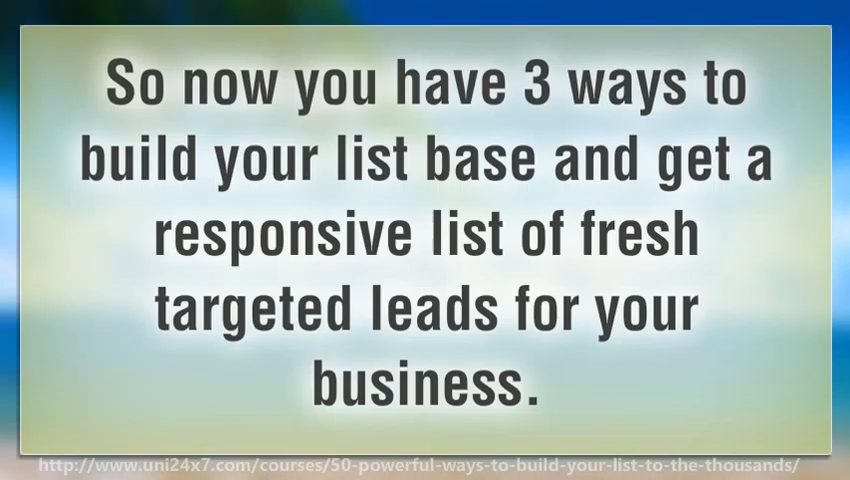 So now you have 3 ways to
build your list base and get a
responsive list of fresh
targeted leads for your
business.
http://www.uni24x7.com/courses/50-powerful-ways-to-build-your-list-to-the-thousands/